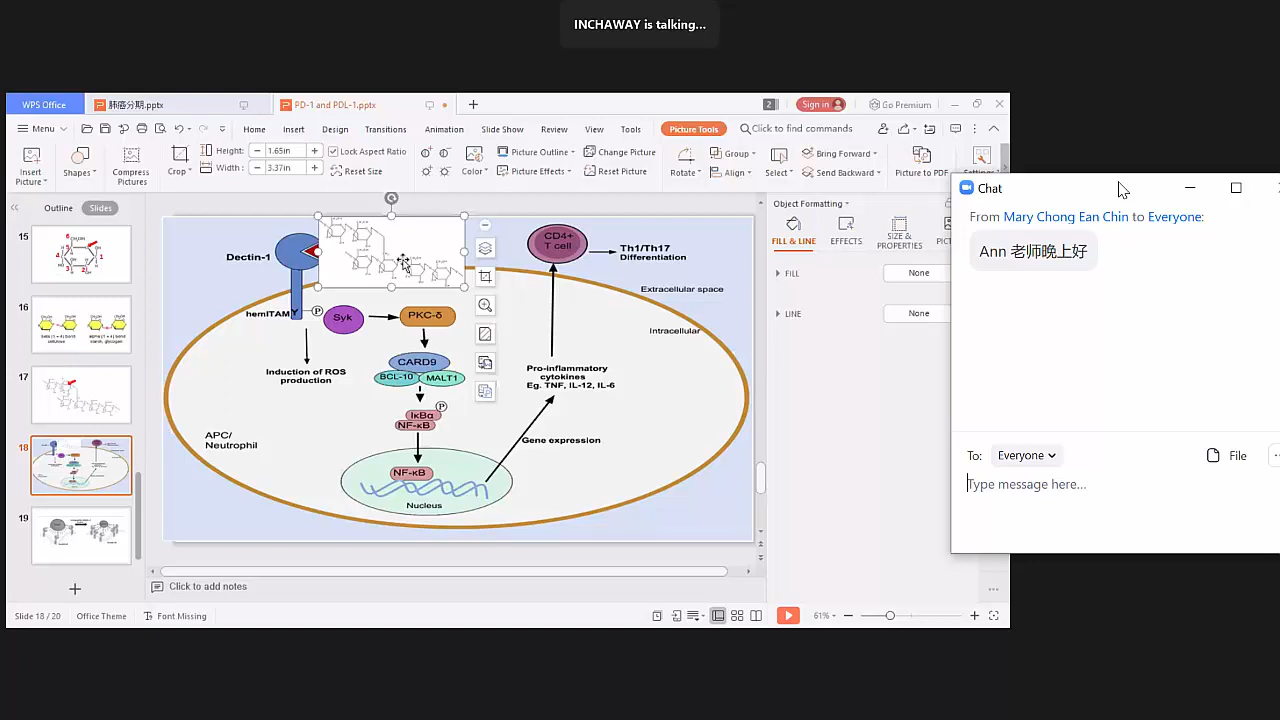 INCHAWAY is talking...
WPS Office
肺癌分期.pptx
PD-1 and PDL-1.pptx
2
Sign in
Go Premium
Menu
Home
Insert
Design
Transitions
Animation
Slide Show
Review
View
Tools
Picture Tools
Click to find commands
Insert Picture
Shapes
Compress Pictures
Crop
Height: 1.65in
Width: 3.37in
Lock Aspect Ratio
Reset Size
Color
Picture Outline
Picture Effects
Change Picture
Reset Picture
Rotate
Group
Align
Select
Bring Forward
Send Backward
Picture to PDF
Outline
Slides
15
16
17
18
19
Dectin-1
hemITAM Y
P
Syk
PKC-δ
CARD9
BCL-10
MALT1
IκBα
P
NF-κB
NF-κB
Nucleus
Induction of ROS
production
APC/
Neutrophil
CD4+
T cell
Th1/Th17
Differentiation
Extracellular space
Intracellular
Pro-inflammatory
cytokines
Eg. TNF, IL-12, IL-6
Gene expression
Object Formatting
FILL & LINE
EFFECTS
SIZE &
PROPERTIES
FILL
None
LINE
None
Click to add notes
Slide 18 / 20
Office Theme
Font Missing
61%
Chat
From Mary Chong Ean Chin to Everyone:
Ann 老师晚上好
To: Everyone
File
Type message here...